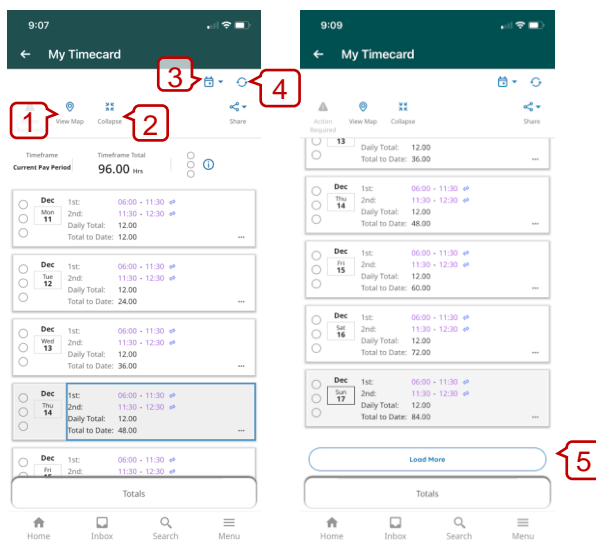 9:07
My Timecard
3
4
1
View Map
Collapse
2
Share
Timeframe
Current Pay Period
Timeframe Total
96.00 Hrs
Dec
Mon
11
1st: 06:00 - 11:30
2nd: 11:30 - 12:30
Daily Total: 12.00
Total to Date: 12.00
Dec
Tue
12
1st: 06:00 - 11:30
2nd: 11:30 - 12:30
Daily Total: 12.00
Total to Date: 24.00
Dec
Wed
13
1st: 06:00 - 11:30
2nd: 11:30 - 12:30
Daily Total: 12.00
Total to Date: 36.00
Dec
Thu
14
1st: 06:00 - 11:30
2nd: 11:30 - 12:30
Daily Total: 12.00
Total to Date: 48.00
Dec
Fri
1st: 06:00 - 11:30
2nd: 11:30 - 12:30
Totals
Home Inbox Search Menu
9:09
My Timecard
Action
Required
View Map
Collapse
Share
13
Daily Total: 12.00
Total to Date: 36.00
Dec
Thu
14
1st: 06:00 - 11:30
2nd: 11:30 - 12:30
Daily Total: 12.00
Total to Date: 48.00
Dec
Fri
15
1st: 06:00 - 11:30
2nd: 11:30 - 12:30
Daily Total: 12.00
Total to Date: 60.00
Dec
Sat
16
1st: 06:00 - 11:30
2nd: 11:30 - 12:30
Daily Total: 12.00
Total to Date: 72.00
Dec
Sun
17
1st: 06:00 - 11:30
2nd: 11:30 - 12:30
Daily Total: 12.00
Total to Date: 84.00
Load More
5
Totals
Home Inbox Search Menu